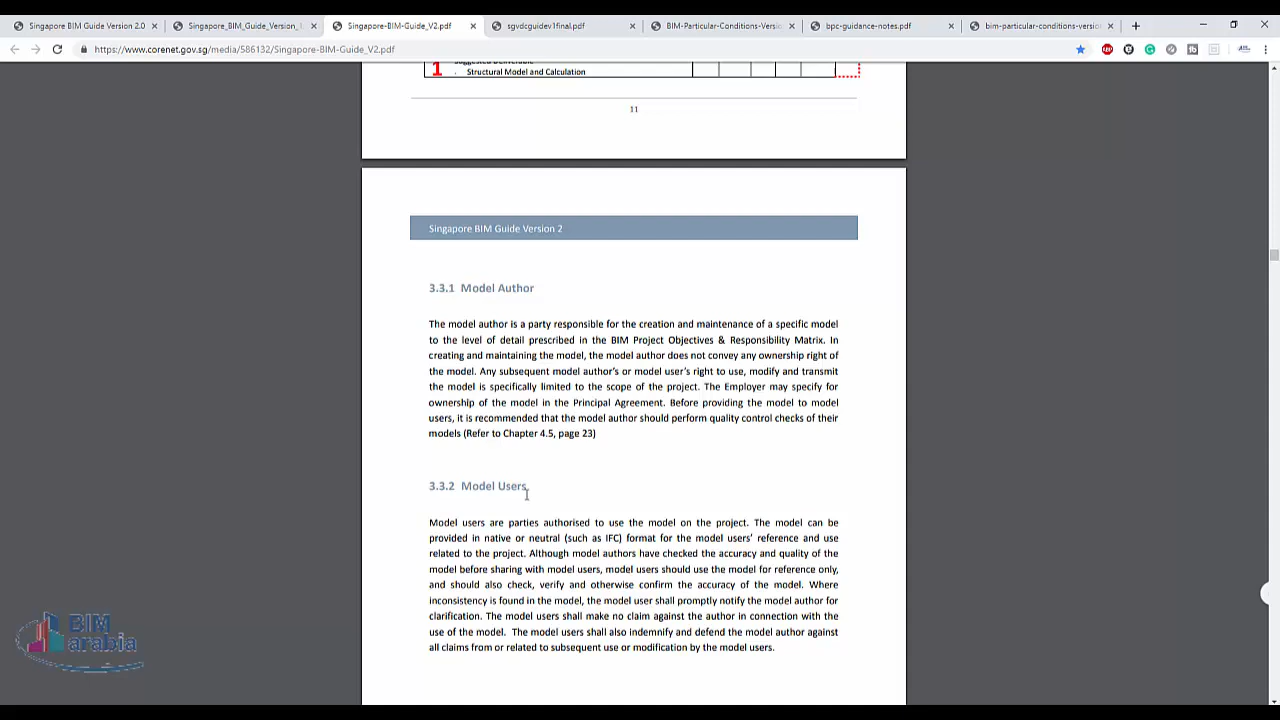 Singapore BIM Guide Version 2.0
Singapore_BIM_Guide_Version_
Singapore-BIM-Guide_V2.pdf
sgvdcguidev1final.pdf
BIM-Particular-Conditions-Versio
bpc-guidance-notes.pdf
bim-particular-conditions-versio
https://www.corenet.gov.sg/media/586132/Singapore-BIM-Guide_V2.pdf
1
Suggested Deliverable
Structural Model and Calculation
11
Singapore BIM Guide Version 2
3.3.1 Model Author
The model author is a party responsible for the creation and maintenance of a specific model
to the level of detail prescribed in the BIM Project Objectives & Responsibility Matrix. In
creating and maintaining the model, the model author does not convey any ownership right of
the model. Any subsequent model author's or model user's right to use, modify and transmit
the model is specifically limited to the scope of the project. The Employer may specify for
ownership of the model in the Principal Agreement. Before providing the model to model
users, it is recommended that the model author should perform quality control checks of their
models (Refer to Chapter 4.5, page 23)
3.3.2 Model Users
Model users are parties authorised to use the model on the project. The model can be
provided in native or neutral (such as IFC) format for the model users' reference and use
related to the project. Although model authors have checked the accuracy and quality of the
model before sharing with model users, model users should use the model for reference only,
and should also check, verify and otherwise confirm the accuracy of the model. Where
inconsistency is found in the model, the model user shall promptly notify the model author for
clarification. The model users shall make no claim against the author in connection with the
use of the model. The model users shall also indemnify and defend the model author against
all claims from or related to subsequent use or modification by the model users.
BIM
arabia